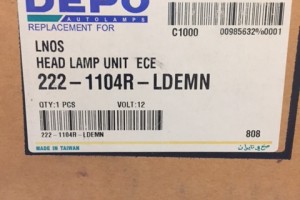 DEPO
AUTOLAMPS
REPLACEMENT FOR
C1000 00985632%0001
LNOS
HEAD LAMP UNIT ECE
222-1104R-LDEMN
QTY:1 PCS VOLT:12
222-1104R-LDEMN
808
MADE IN TAIWAN